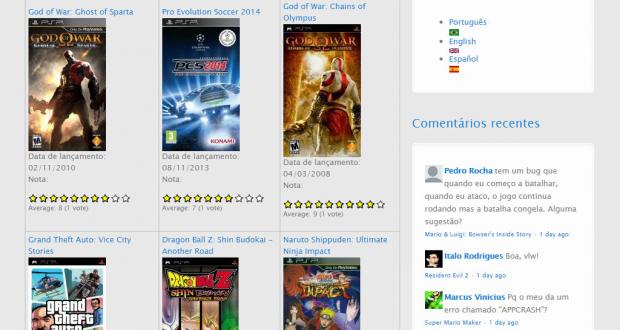 God of War: Ghost of Sparta
GOD OF WAR
Data de lançamento:
02/11/2010
Nota:
Average: 8 (1 vote)
Pro Evolution Soccer 2014
PES2014
KONAMI
Data de lançamento:
08/11/2013
Nota:
Average: 7 (1 vote)
God of War: Chains of
Olympus
GOD OF WAR
Data de lançamento:
04/03/2008
Nota:
Average: 9 (1 vote)
Grand Theft Auto: Vice City
Stories
grand
theft
Dragon Ball Z: Shin Budokai –
Another Road
DRAGON BALL Z
SHIN BUDOKAI
Naruto Shippuden: Ultimate
Ninja Impact
IMPACT
Português
English
Español
Comentários recentes
Pedro Rocha tem um bug que
quando eu começo a batalhar,
quando eu ataco, o jogo continua
rodando mas a batalha congela. Alguma
sugestão?
Mario & Luigi: Bowser's Inside Story · 1 day ago
Italo Rodrigues Boa, vlw!
Resident Evil 2 · 1 day ago
Marcus Vinicius Pq o meu da um
erro chamado "APPCRASH"?
Super Mario Maker · 1 day ago